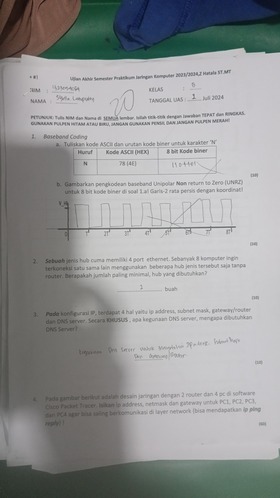 Ujian Akhir Semester Praktikum Jaringan Komputer 2023/2024,2 Hatala ST.MT
NIM :
KELAS : B
NAMA :
TANGGAL UAS : 1 Juli 2024
20
PETUNJUK: Tulis NIM dan Nama di SEMUA lembar. Isilah titik-titik dengan jawaban TEPAT dan RINGKAS.
GUNAKAN PULPEN HITAM ATAU BIRU, JANGAN GUNAKAN PENSIL DAN JANGAN PULPEN MERAH!
1. Baseband Coding
a. Tuliskan kode ASCII dan urutan kode biner untuk karakter 'N'
Huruf Kode ASCII (HEX) 8 bit Kode biner
N 78 (4E)
(10)
b. Gambarkan pengkodean baseband Unipolar Non return to Zero (UNRZ)
untuk 8 bit kode biner di soal 1.a! Garis-2 rata persis dengan koordinat!
(10)
2. Sebuah jenis hub cuma memiliki 4 port ethernet. Sebanyak 8 komputer ingin
terkoneksi satu sama lain menggunakan beberapa hub jenis tersebut saja tanpa
router. Berapakah jumlah paling minimal, hub yang dibutuhkan?
1 buah
(10)
3. Pada konfigurasi IP, terdapat 4 hal yaitu ip address, subnet mask, gateway/router
dan DNS server. Secara KHUSUS, apa kegunaan DNS server, mengapa dibutuhkan
DNS Server?
(10)
4. Pada gambar berikut adalah desain jaringan dengan 1 router dan 4 pc di software
Cisco Packet Tracer. Isikan ip address, netmask dan gateway untuk PC1, PC2, PC3,
dan PC4 agar bisa saling berkomunikasi di layer network (bisa mendapatkan ip ping
reply) !